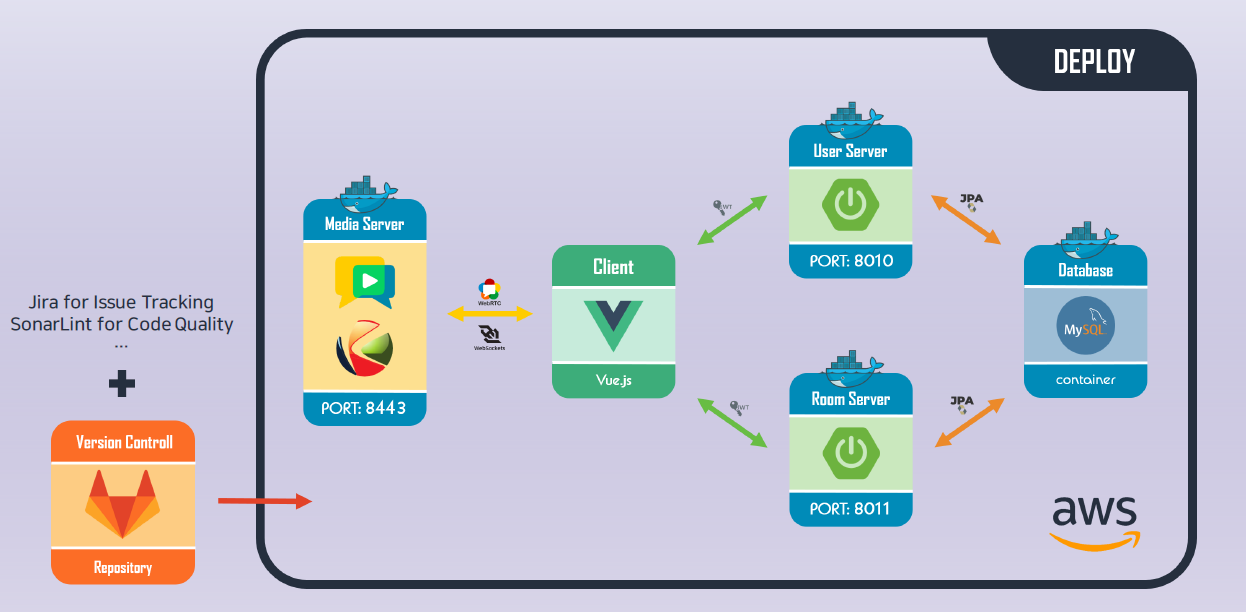 DEPLOY
User Server
PORT: 8010
Media Server
PORT: 8443
WebRTC
WebSockets
Client
Vue.js
JWT
JPA
Database
MySQL
container
Room Server
PORT: 8011
JWT
JPA
aws
Jira for Issue Tracking
SonarLint for Code Quality
...
Version Controll
Repository